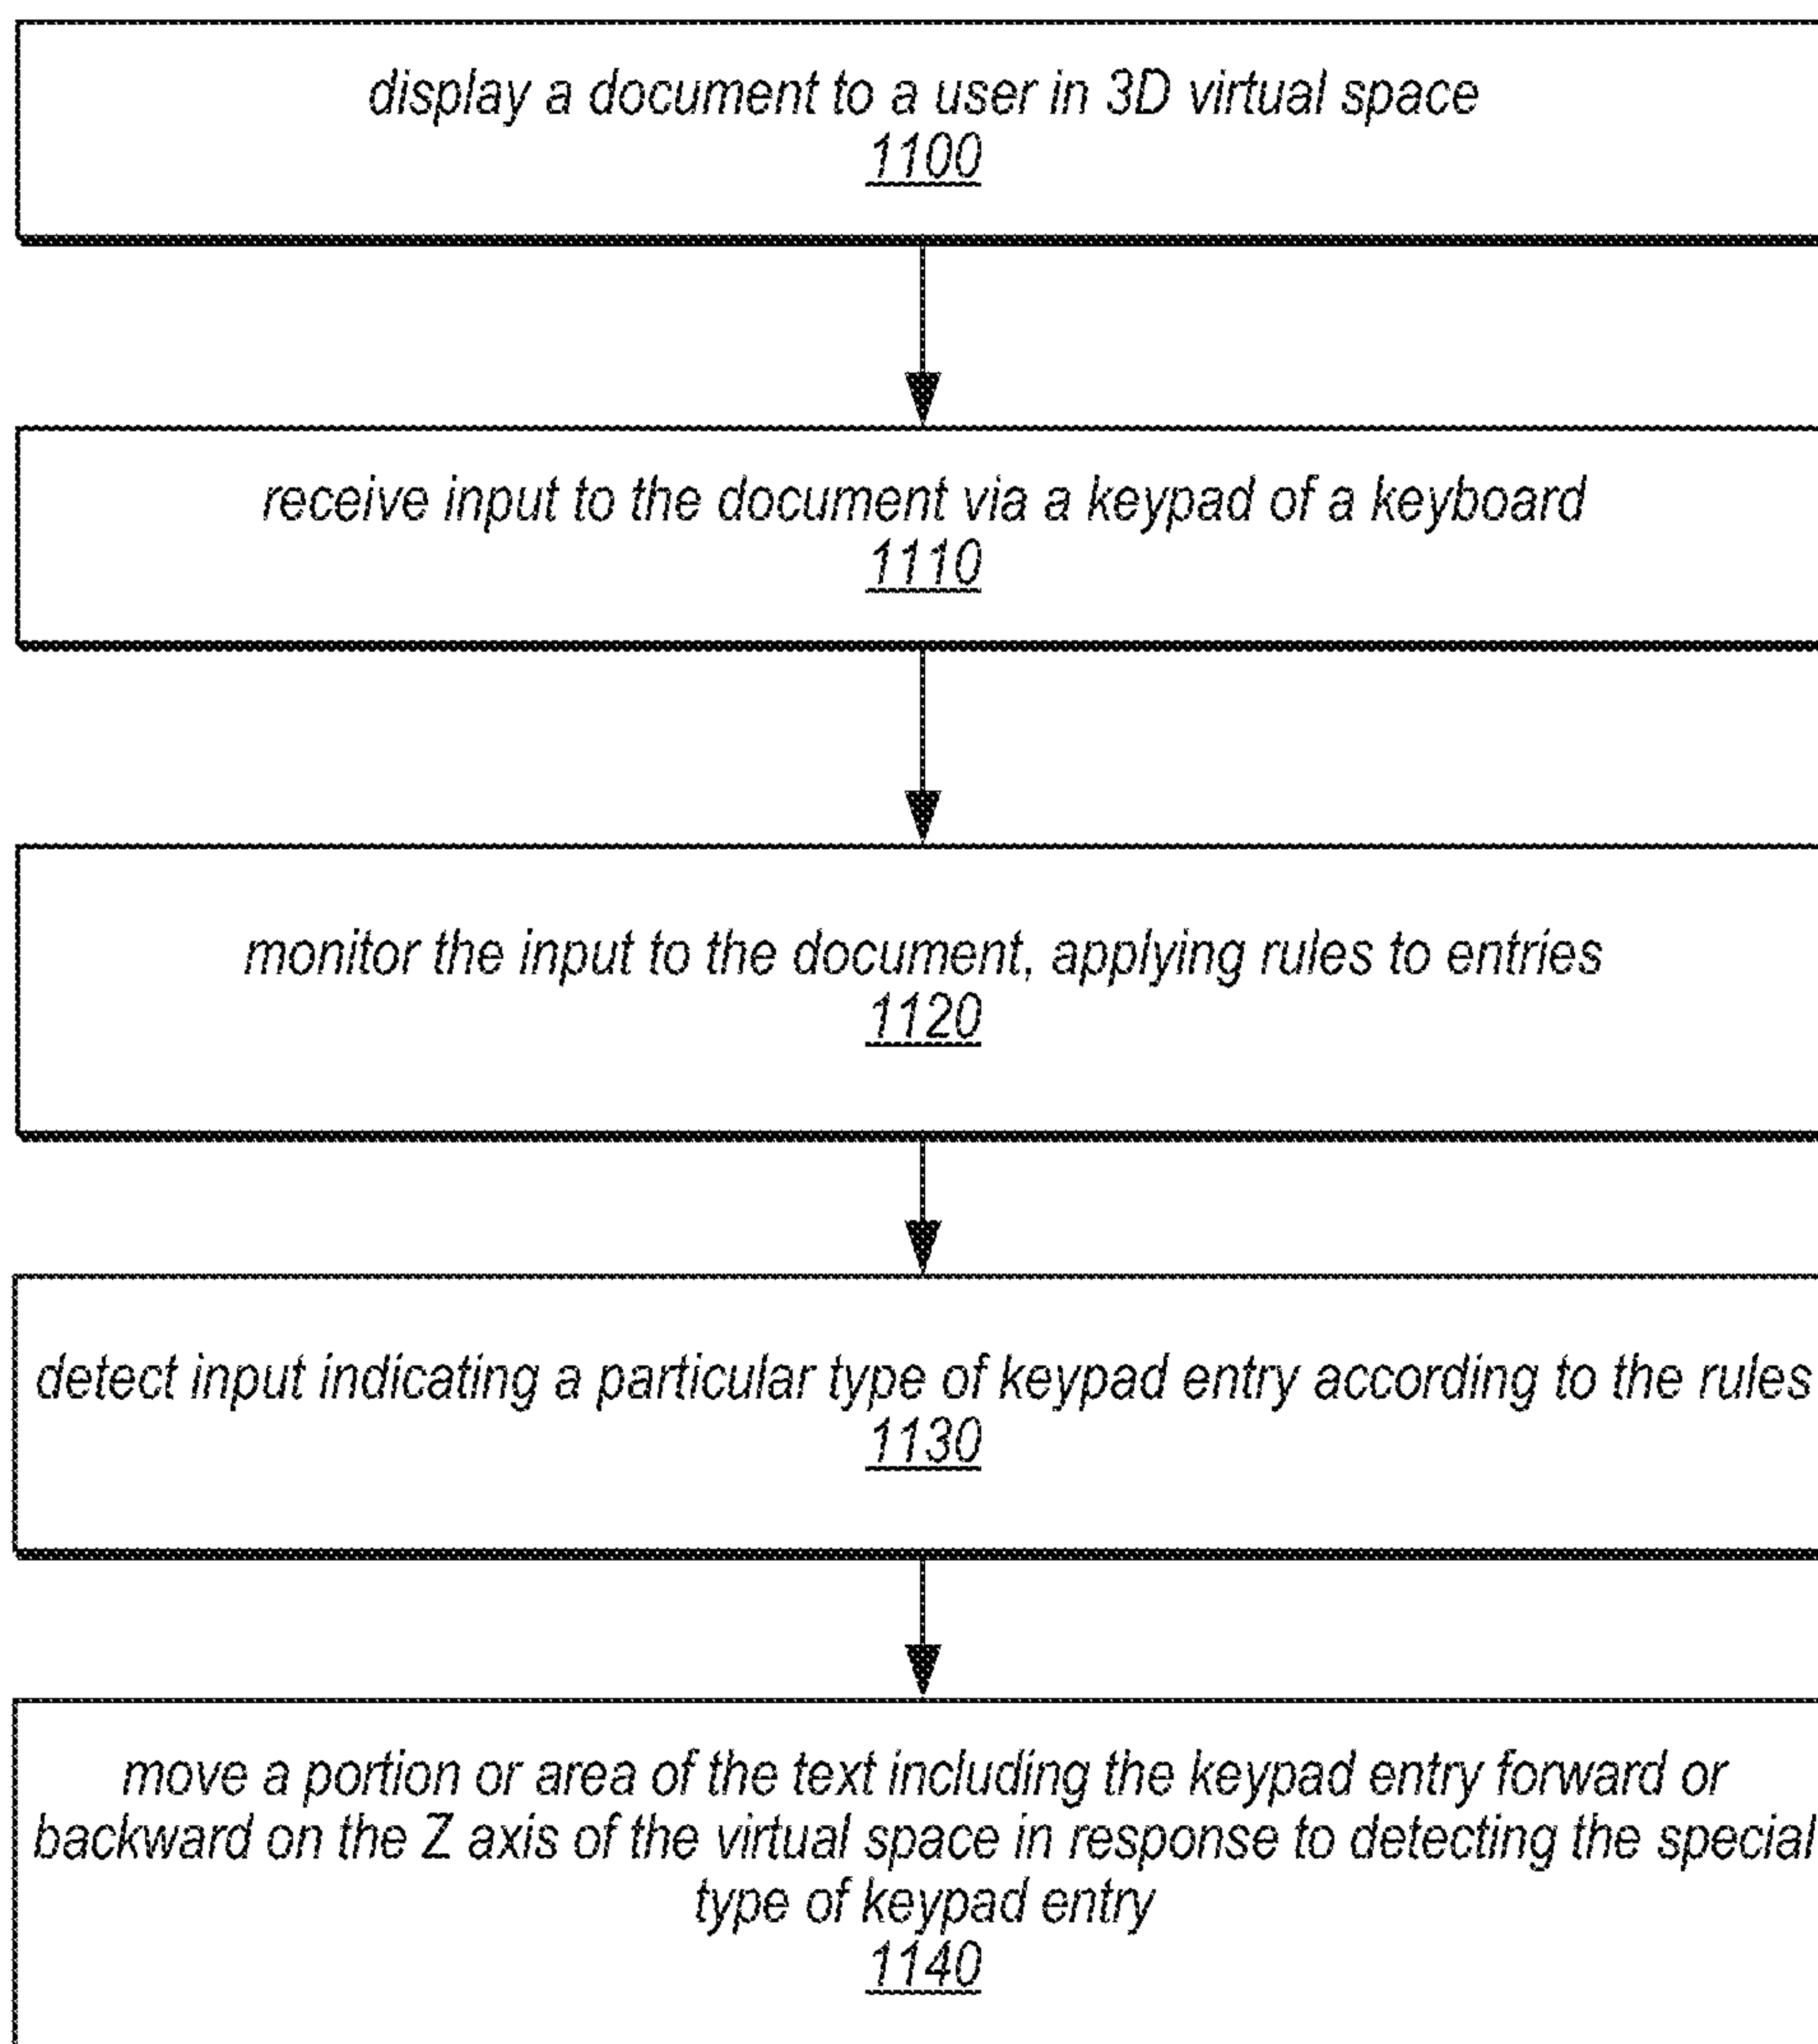 display a document to a user in 3D virtual space
1100
receive input to the document via a keypad of a keyboard
1110
monitor the input to the document, applying rules to entries
1120
detect input indicating a particular type of keypad entry according to the rules
1130
move a portion or area of the text including the keypad entry forward or
backward on the Z axis of the virtual space in response to detecting the special
type of keypad entry
1140